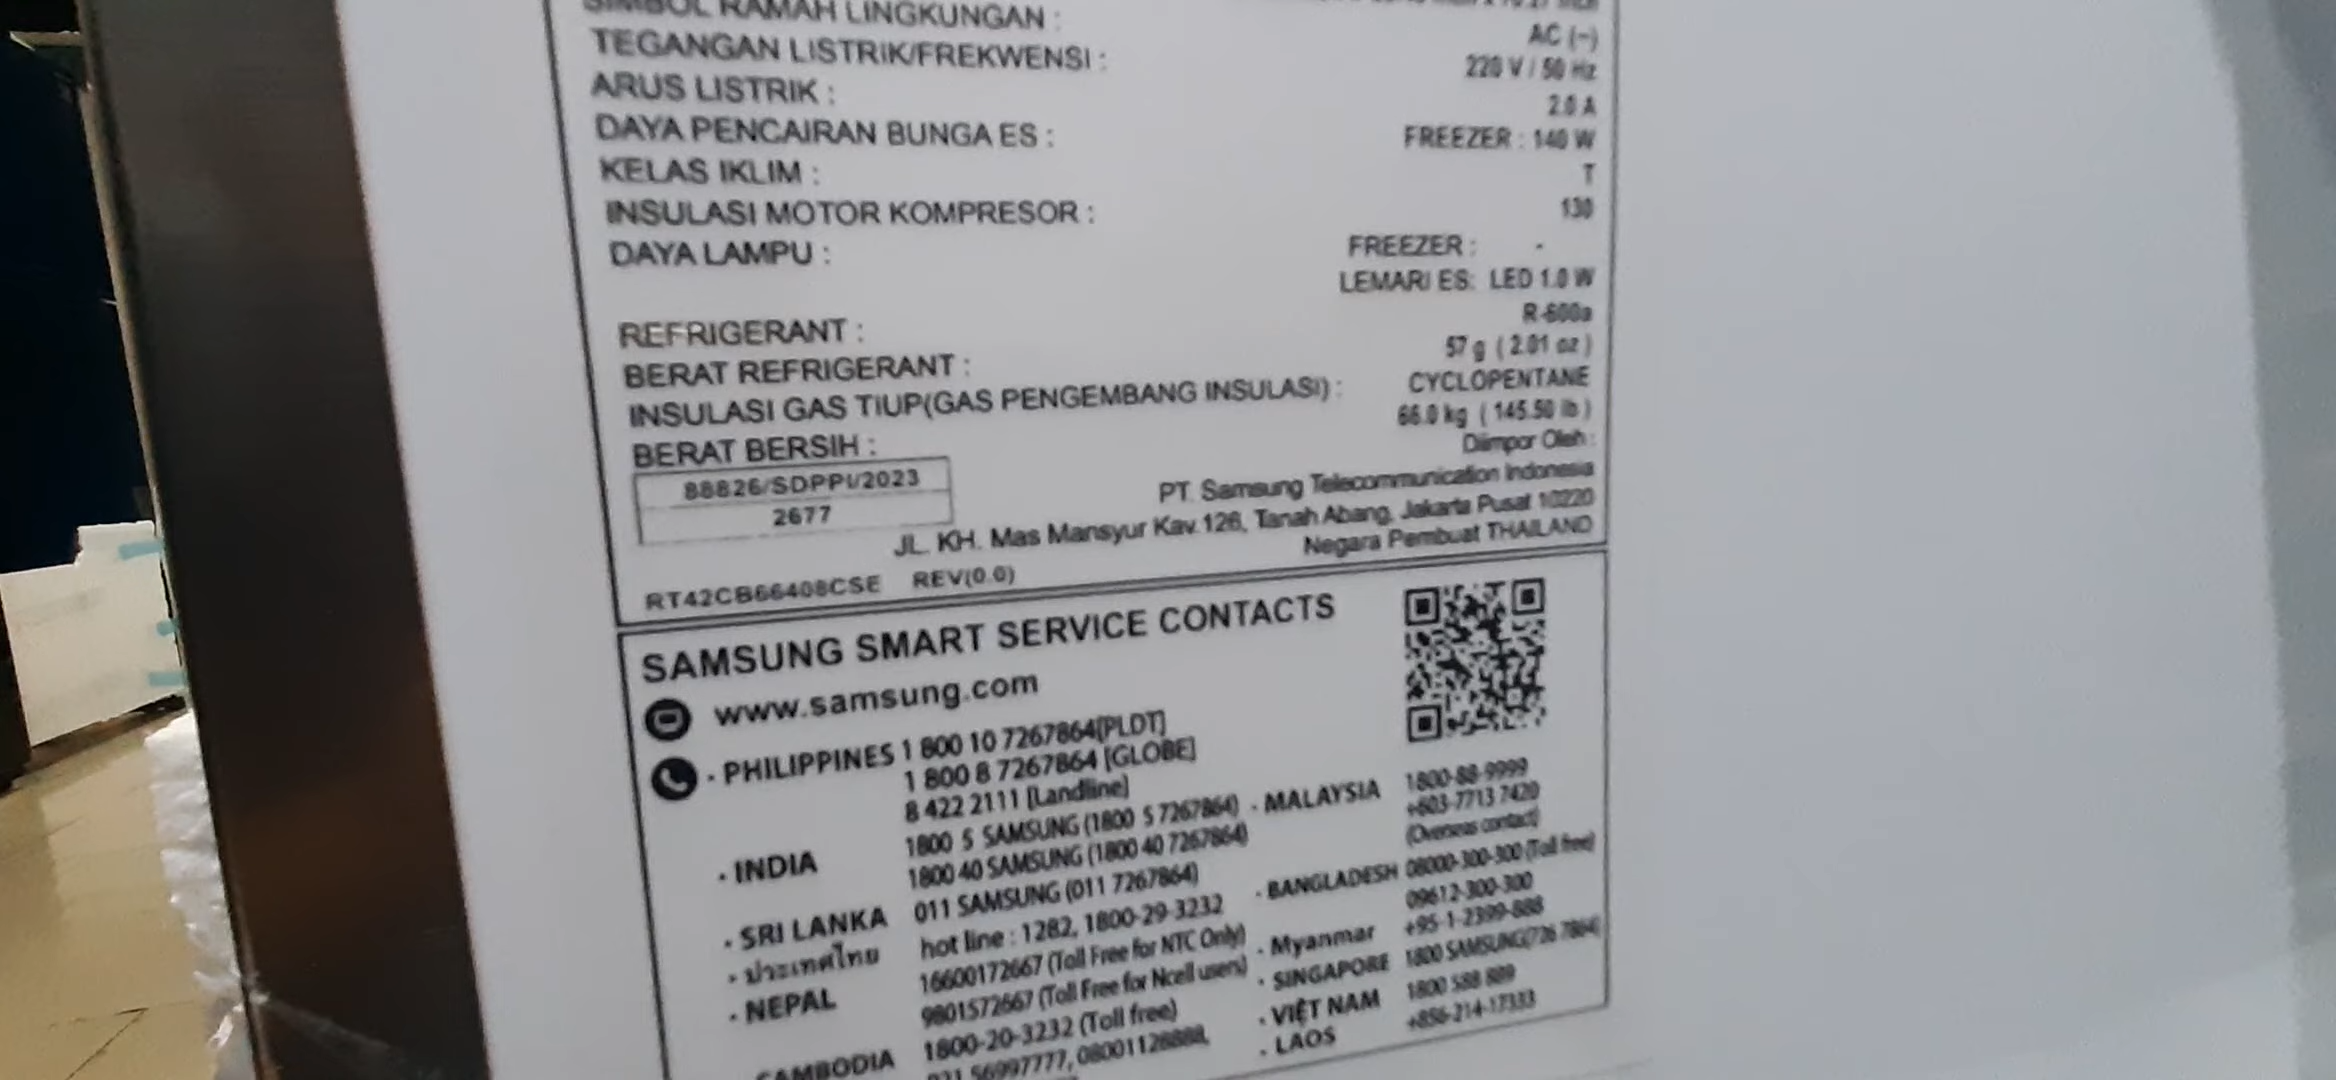 SIMBOL RAMAH LINGKUNGAN :
TEGANGAN LISTRIK/FREKWENSI : AC (~)
220 V / 50 Hz
ARUS LISTRIK : 2.0 A
DAYA PENCAIRAN BUNGA ES : FREEZER : 140 W
KELAS IKLIM : T
INSULASI MOTOR KOMPRESOR : 130
DAYA LAMPU : FREEZER : -
LEMARI ES: LED 1.0 W
REFRIGERANT : R-600a
BERAT REFRIGERANT : 57 g ( 2.01 oz )
INSULASI GAS TIUP(GAS PENGEMBANG INSULASI) : CYCLOPENTANE
BERAT BERSIH : 66.0 kg ( 145.50 lb )
Diimpor Oleh :
88826/SDPPI/2023
2677
PT. Samsung Telecommunication Indonesia
JL. KH. Mas Mansyur Kav.126, Tanah Abang, Jakarta Pusat 10220
Negara Pembuat THAILAND
RT42CB66408CSE REV(0.0)
SAMSUNG SMART SERVICE CONTACTS
www.samsung.com
· PHILIPPINES 1 800 10 7267864[PLDT]
1 800 8 7267864 [GLOBE]
8 422 2111 [Landline]
· INDIA 1800 5 SAMSUNG (1800 5 7267864)
1800 40 SAMSUNG (1800 40 7267864)
· SRI LANKA 011 SAMSUNG (011 7267864)
· ประเทศไทย hot line : 1282, 1800-29-3232
· NEPAL 16600172667 (Toll Free for NTC Only)
9801572667 (Toll Free for Ncell users)
CAMBODIA 1800-20-3232 (Toll free)
56997777, 08001128888,
· MALAYSIA 1800-88-9999
+603-7713 7420
(Overseas contact)
· BANGLADESH 08000-300-300 (Toll free)
09612-300-300
· Myanmar +95-1-2399-888
· SINGAPORE 1800 SAMSUNG(726 7864)
· VIỆT NAM 1800 588 889
· LAOS +856-214-17333